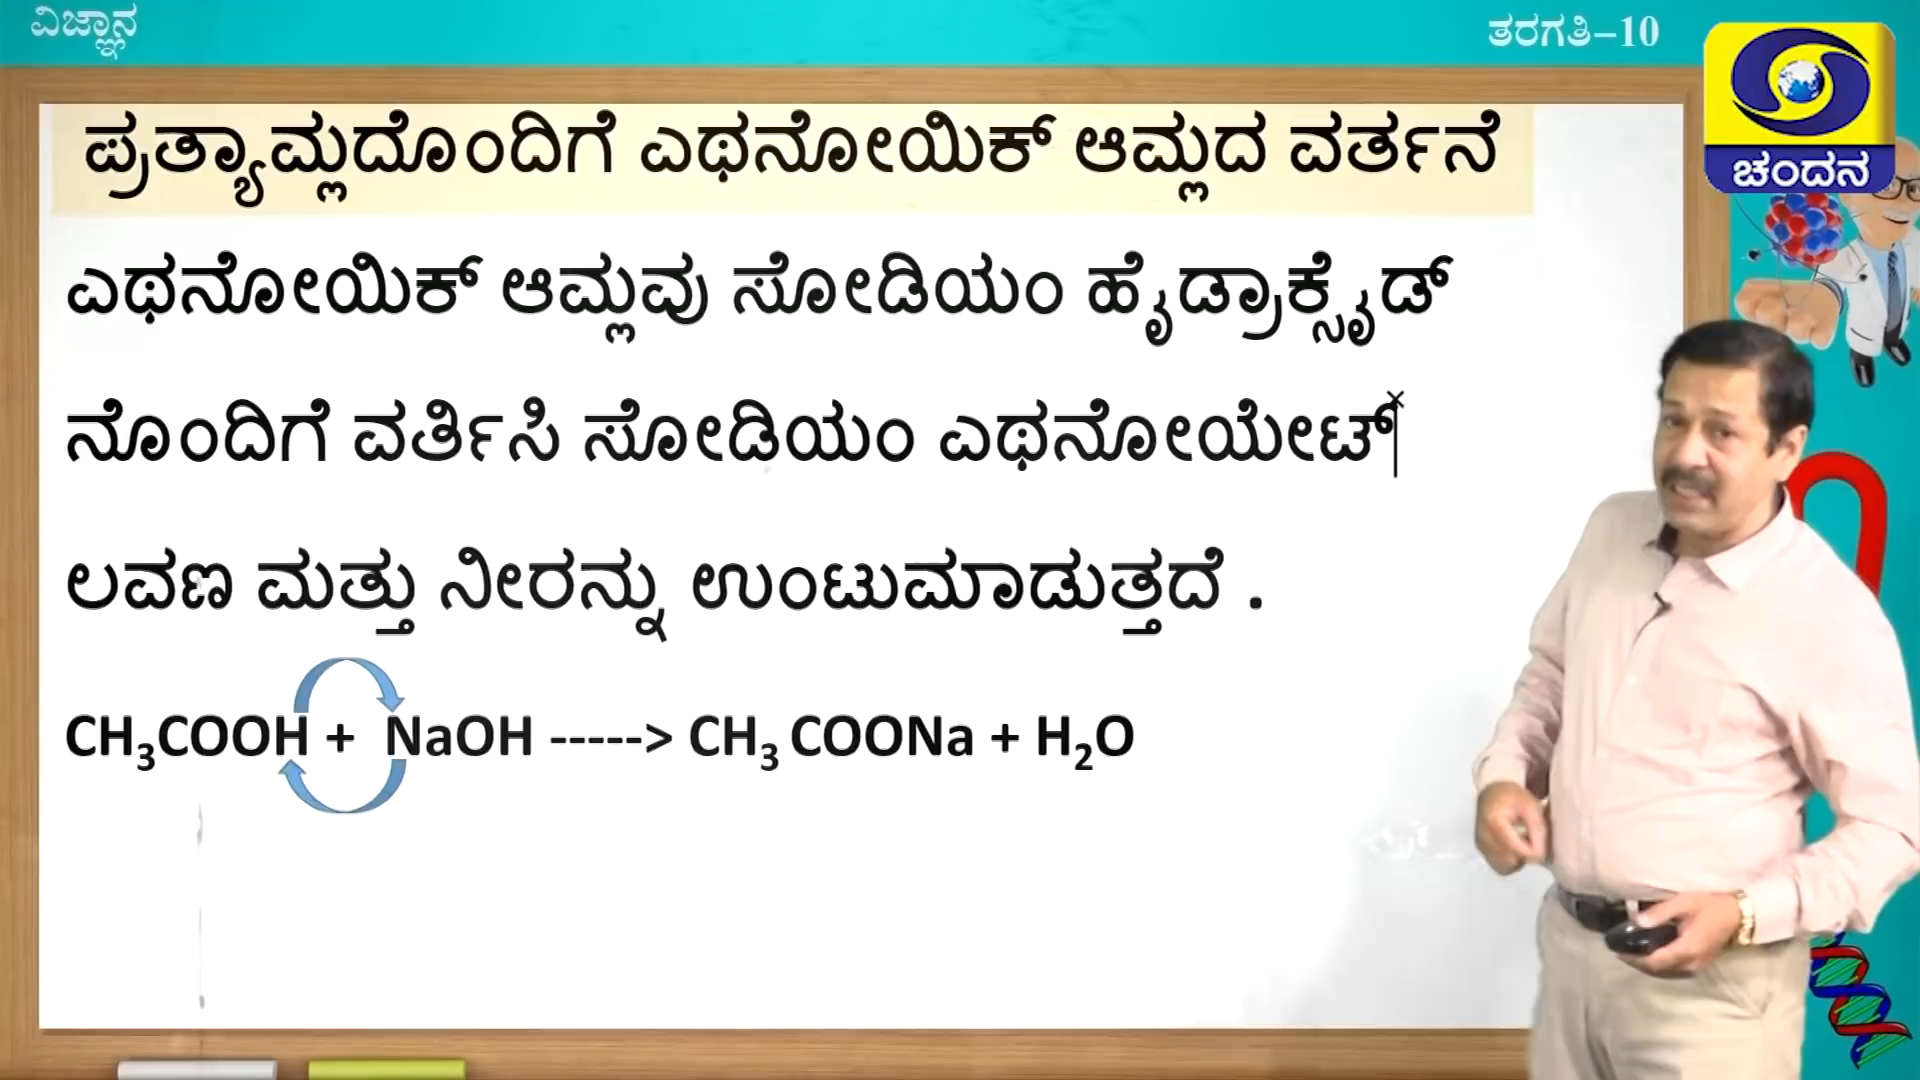 ವಿಜ್ಞಾನ
ತರಗತಿ–10
ಚಂದನ
ಪ್ರತ್ಯಾಮ್ಲದೊಂದಿಗೆ ಎಥನೋಯಿಕ್ ಆಮ್ಲದ ವರ್ತನೆ
ಎಥನೋಯಿಕ್ ಆಮ್ಲವು ಸೋಡಿಯಂ ಹೈಡ್ರಾಕ್ಸೈಡ್
ನೊಂದಿಗೆ ವರ್ತಿಸಿ ಸೋಡಿಯಂ ಎಥನೋಯೇಟ್
ಲವಣ ಮತ್ತು ನೀರನ್ನು ಉಂಟುಮಾಡುತ್ತದೆ .
CH₃COOH + NaOH -----> CH₃ COONa + H₂O